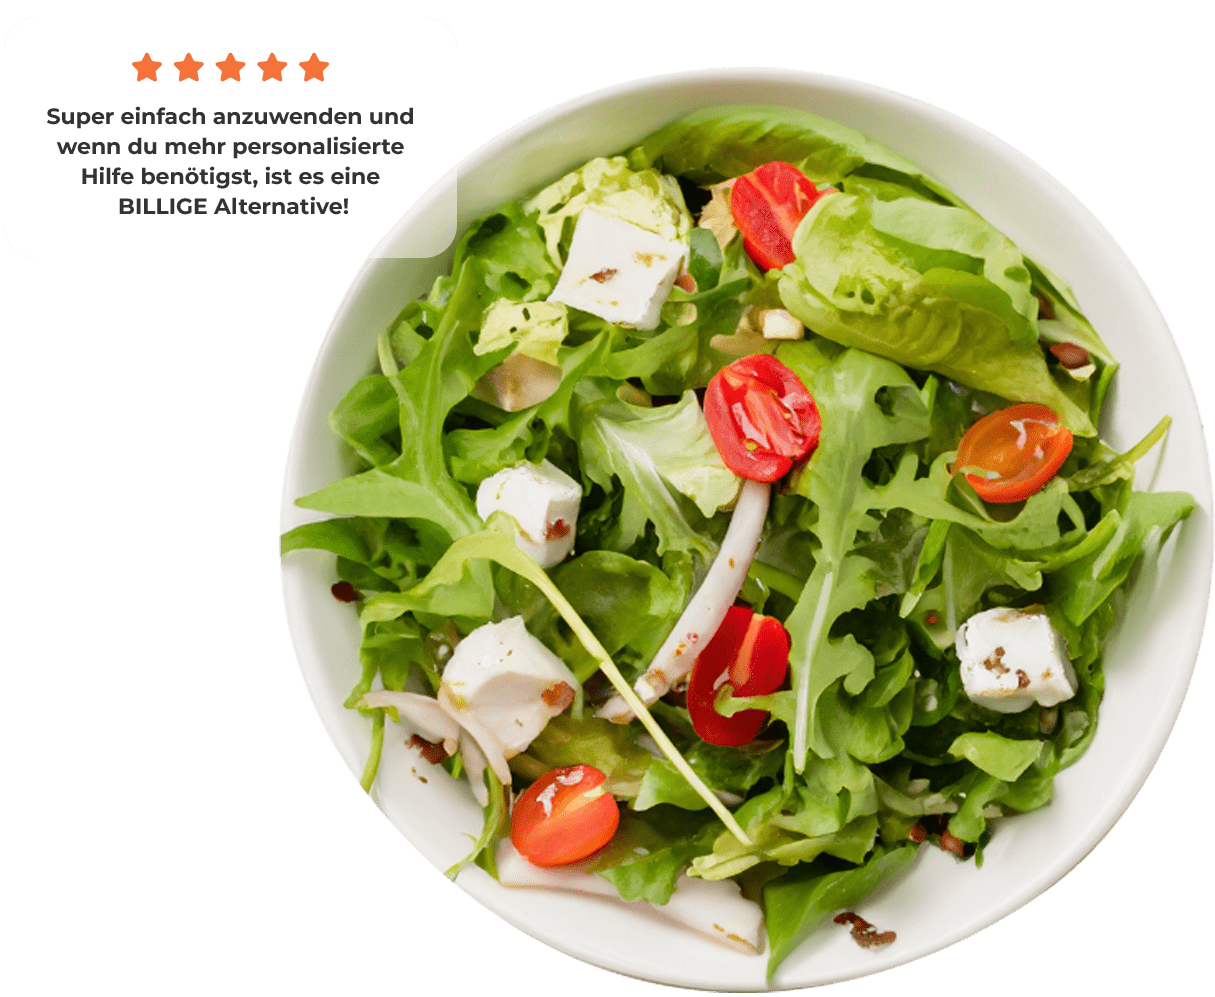 Super einfach anzuwenden und
wenn du mehr personalisierte
Hilfe benötigst, ist es eine
BILLIGE Alternative!